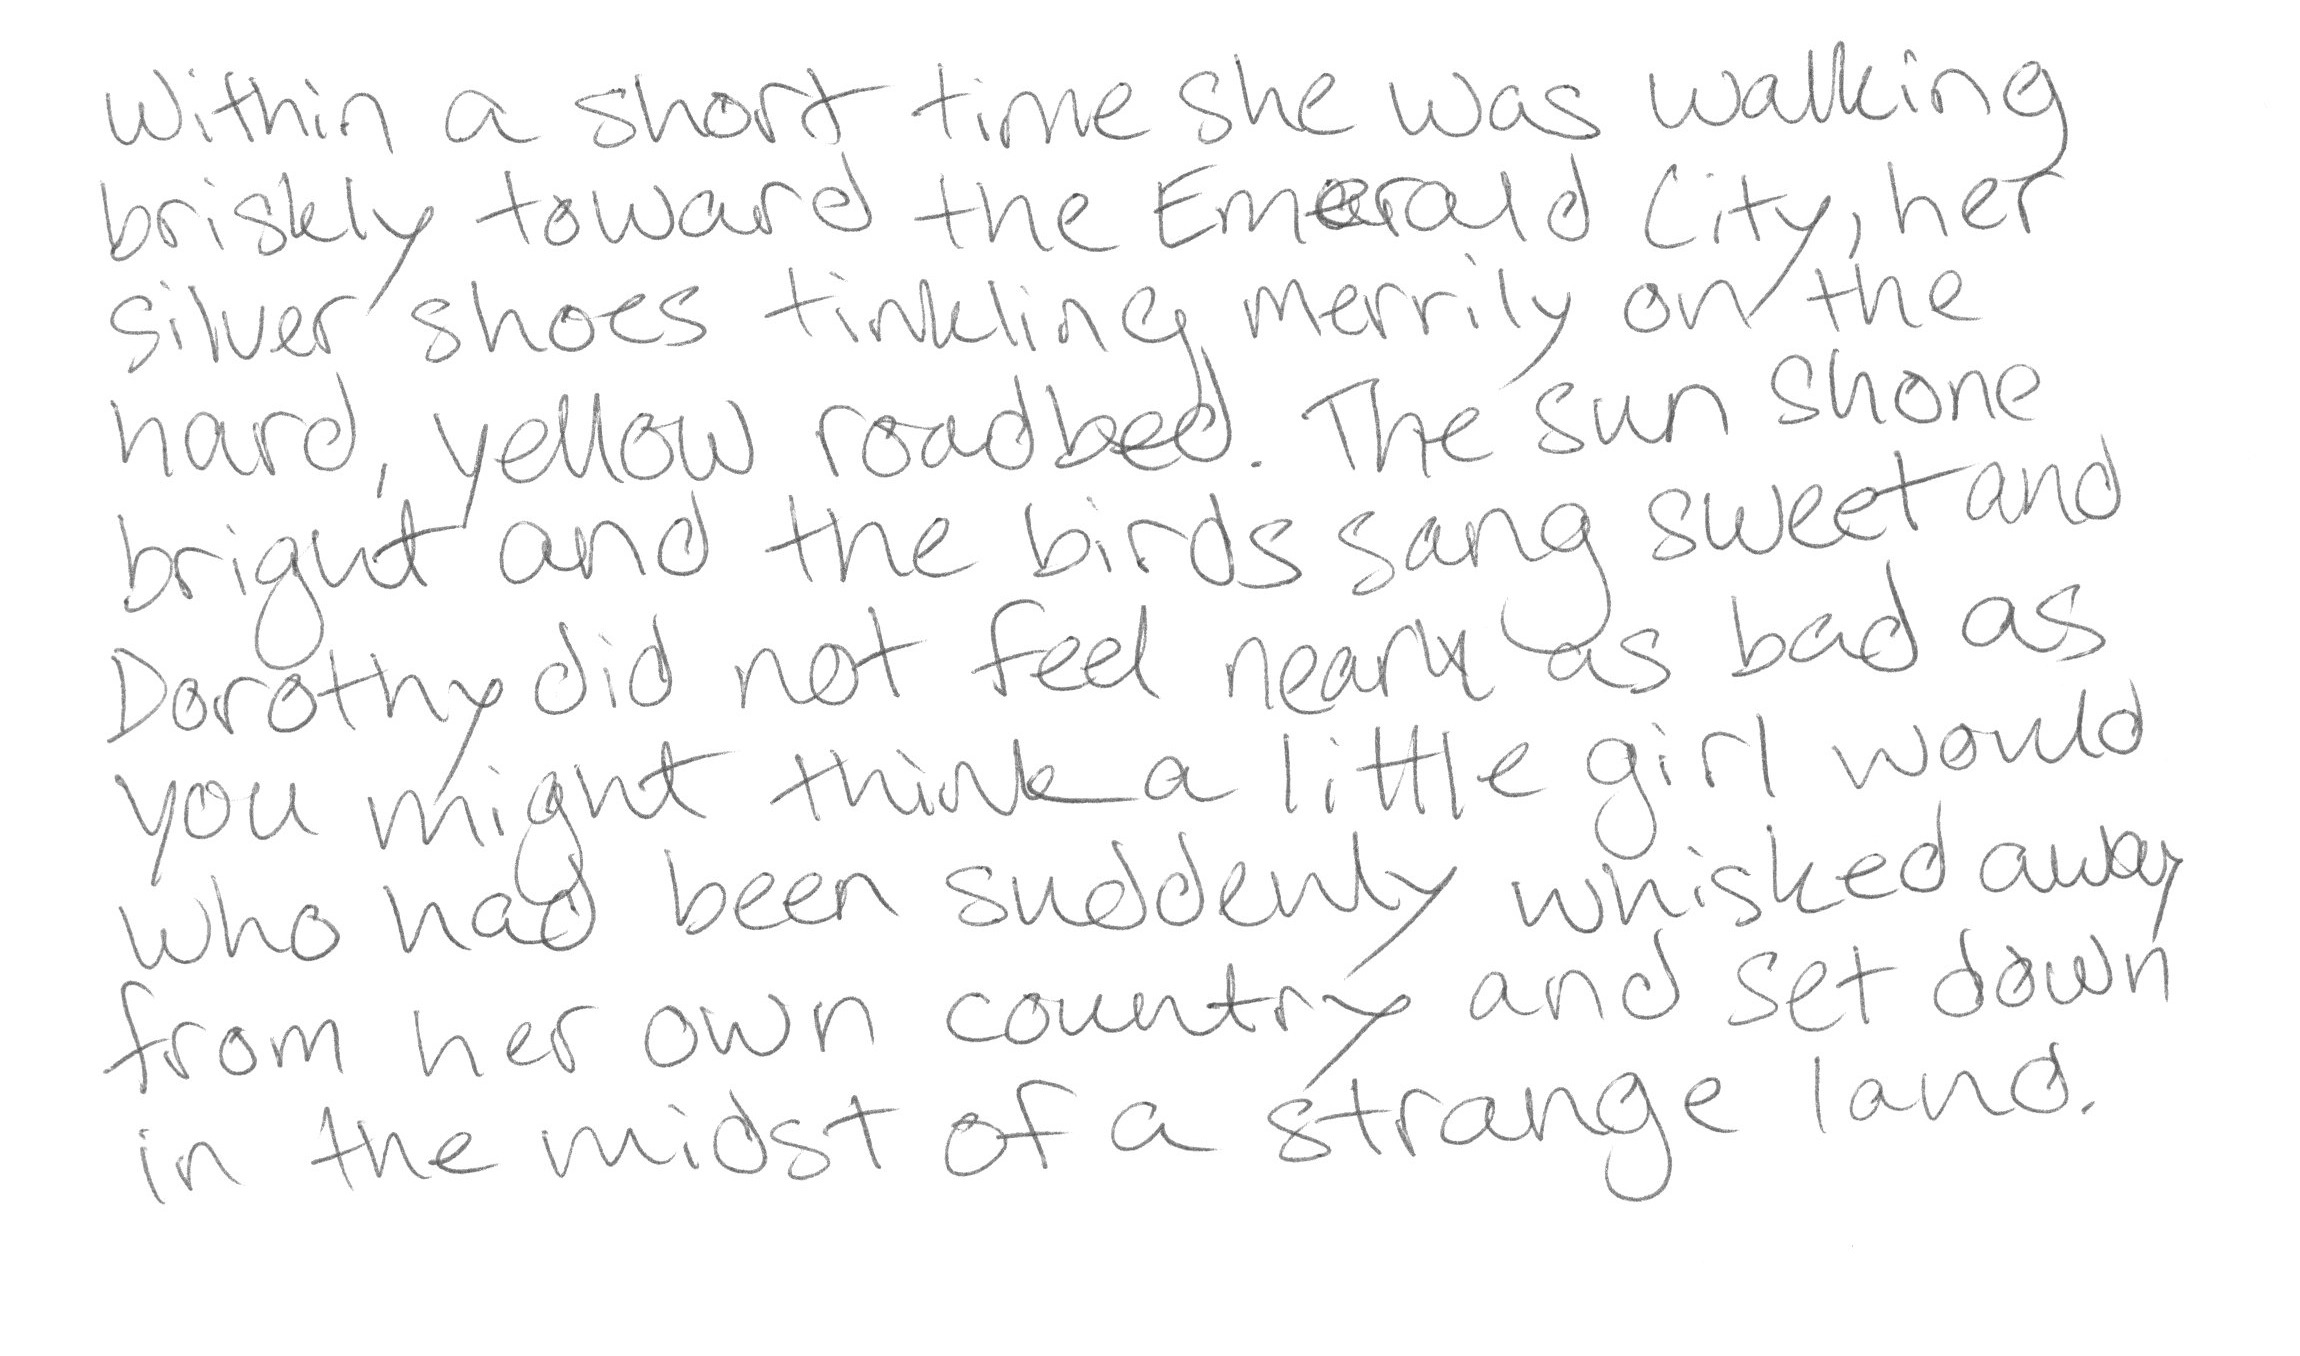 Within a short time she was walking
briskly toward the Emerald City, her
silver shoes tinkling merrily on the
hard, yellow roadbed. The sun shone
bright and the birds sang sweet and
Dorothy did not feel nearly as bad as
you might think a little girl would
who had been suddenly whisked away
from her own country and set down
in the midst of a strange land.